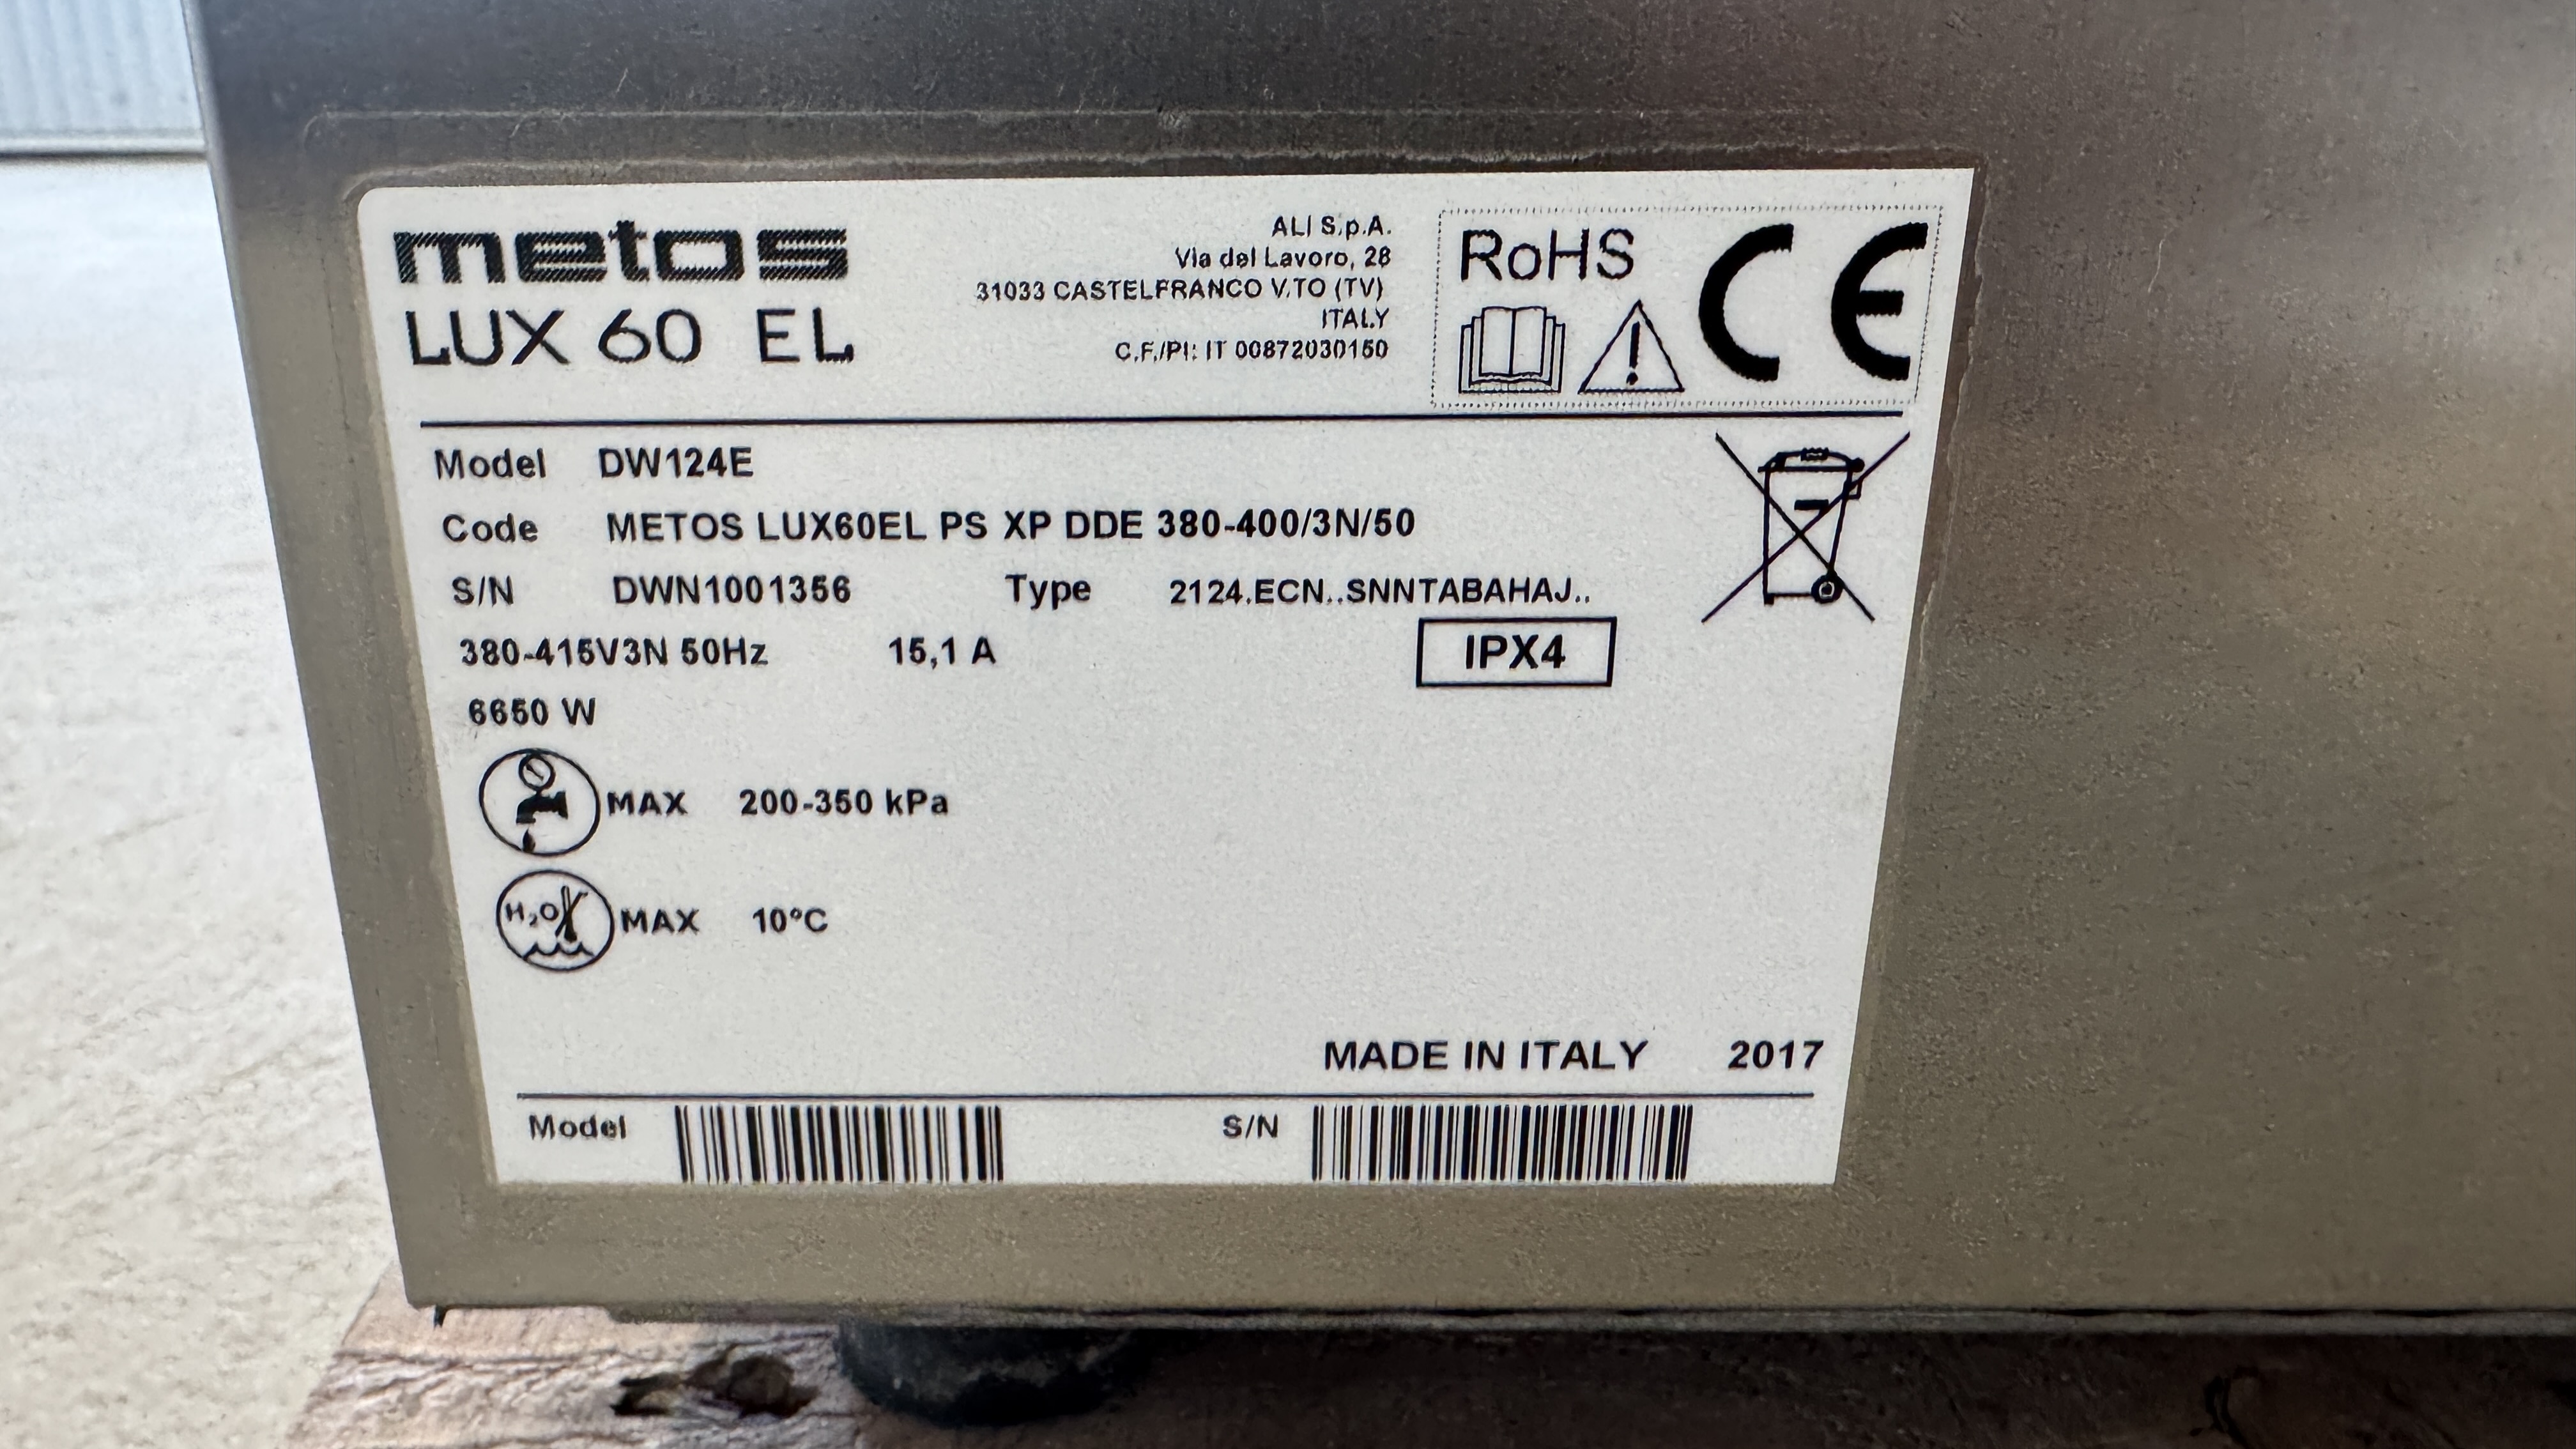 metos
LUX 60 EL
ALI S.p.A.
Via del Lavoro, 28
31033 CASTELFRANCO V.TO (TV)
ITALY
C.F./PI: IT 00872030150
RoHS
CE
Model DW124E
Code METOS LUX60EL PS XP DDE 380-400/3N/50
S/N DWN1001356 Type 2124.ECN..SNNTABAHAJ..
380-415V3N 50Hz 15,1 A IPX4
6650 W
MAX 200-350 kPa
H2O MAX 10°C
MADE IN ITALY 2017
Model S/N